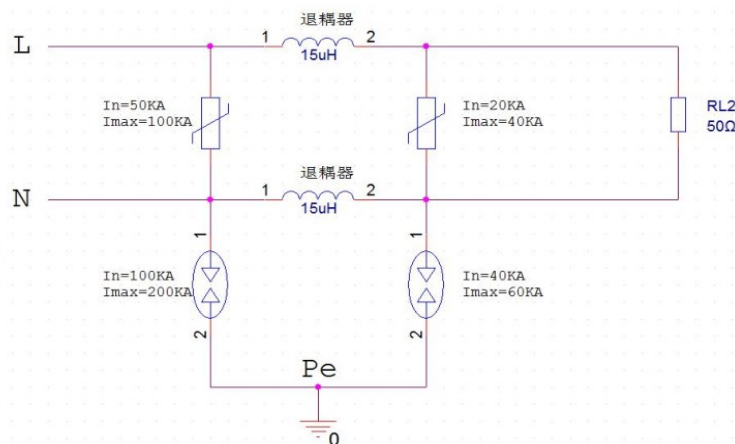 退耦器
L
1
2
15uH
In=50KA
Imax=100KA
In=20KA
Imax=40KA
RL2
50Ω
退耦器
N
1
2
15uH
1
1
In=100KA
Imax=200KA
In=40KA
Imax=60KA
2
2
Pe
0